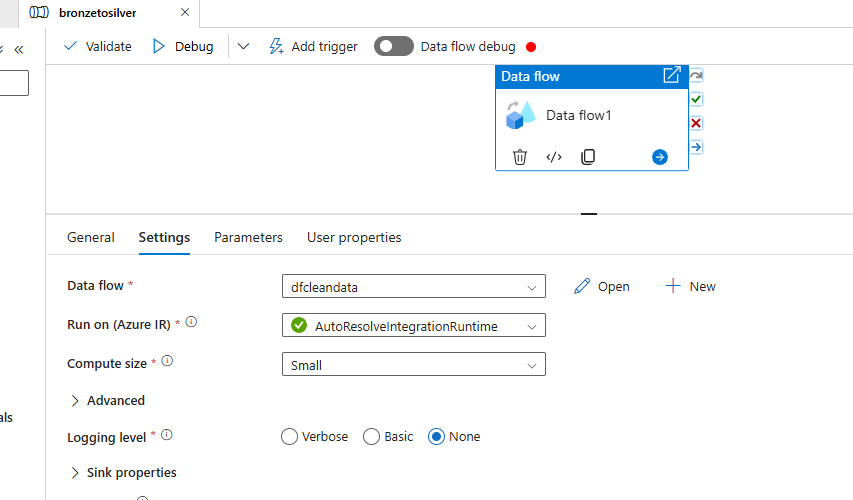 bronzetosilver
Validate Debug Add trigger Data flow debug
Data flow
Data flow1
General Settings Parameters User properties
Data flow * dfcleandata Open New
Run on (Azure IR) * AutoResolveIntegrationRuntime
Compute size * Small
Advanced
als
Logging level * Verbose Basic None
Sink properties